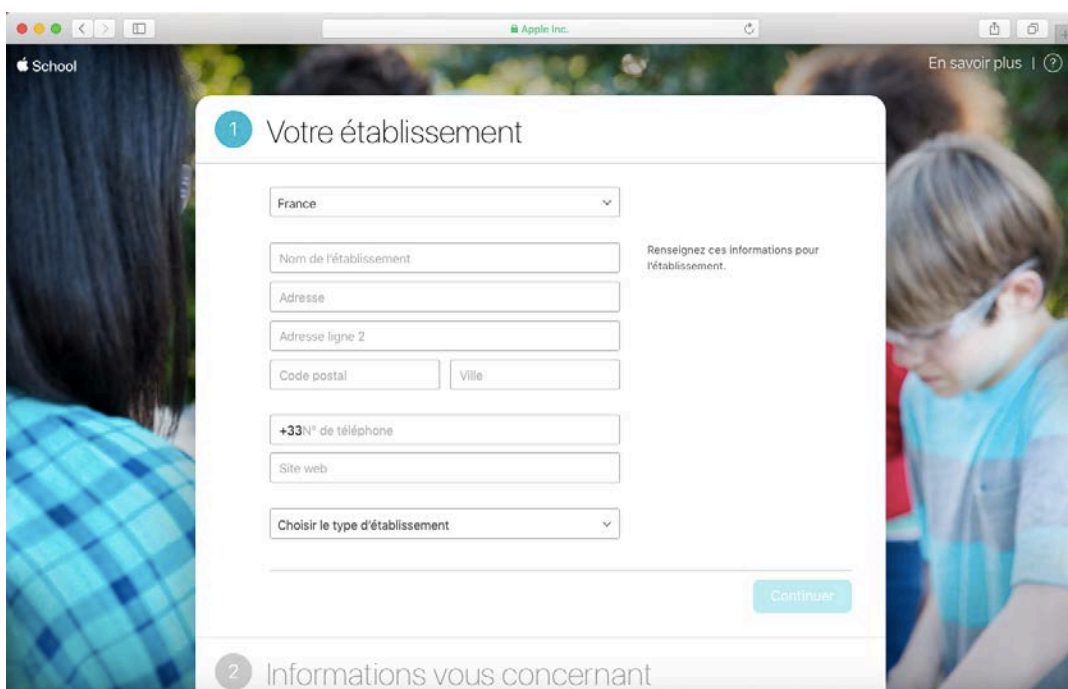 Apple Inc.
School
En savoir plus | ?
1 Votre établissement
France
Nom de l'établissement
Renseignez ces informations pour
l'établissement.
Adresse
Adresse ligne 2
Code postal Ville
+33N° de téléphone
Site web
Choisir le type d'établissement
Continuer
2 Informations vous concernant